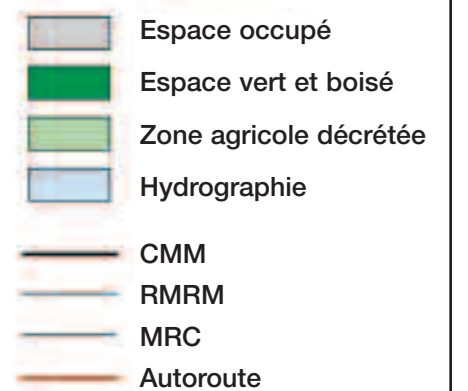 Espace occupé
Espace vert et boisé
Zone agricole décrétée
Hydrographie
CMM
RMRM
MRC
Autoroute